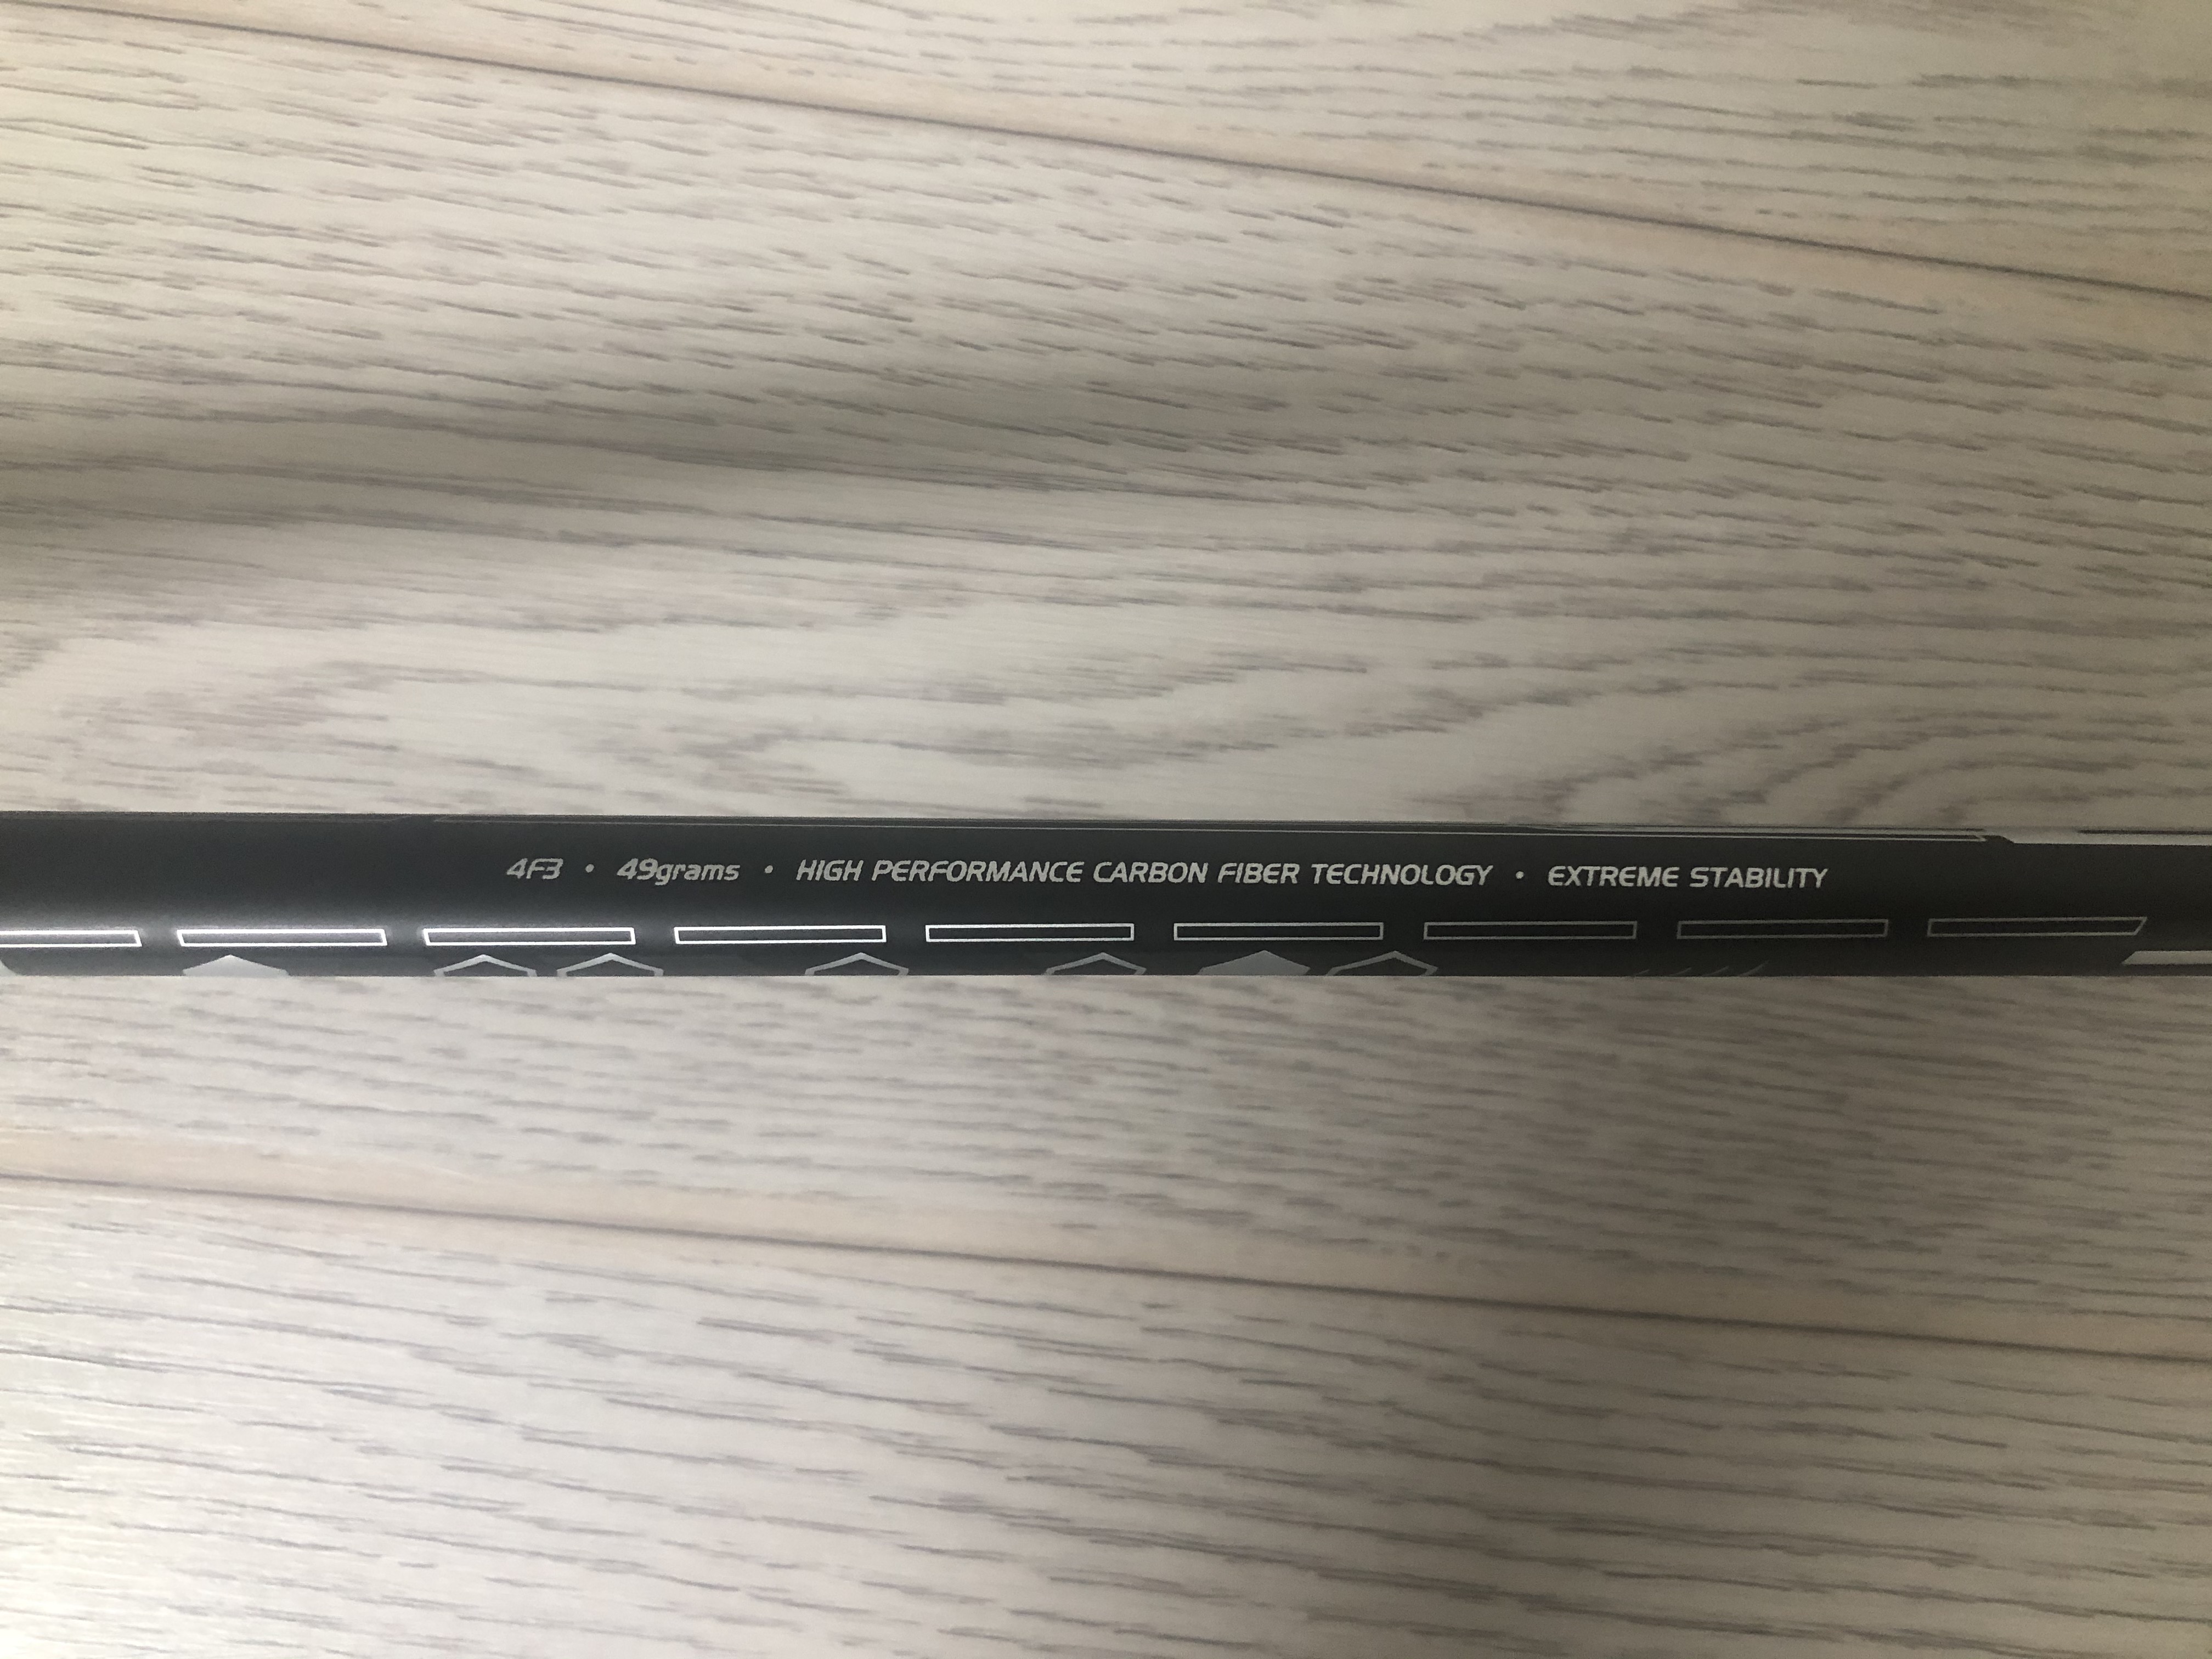 4F3 • 49grams • HIGH PERFORMANCE CARBON FIBER TECHNOLOGY • EXTREME STABILITY